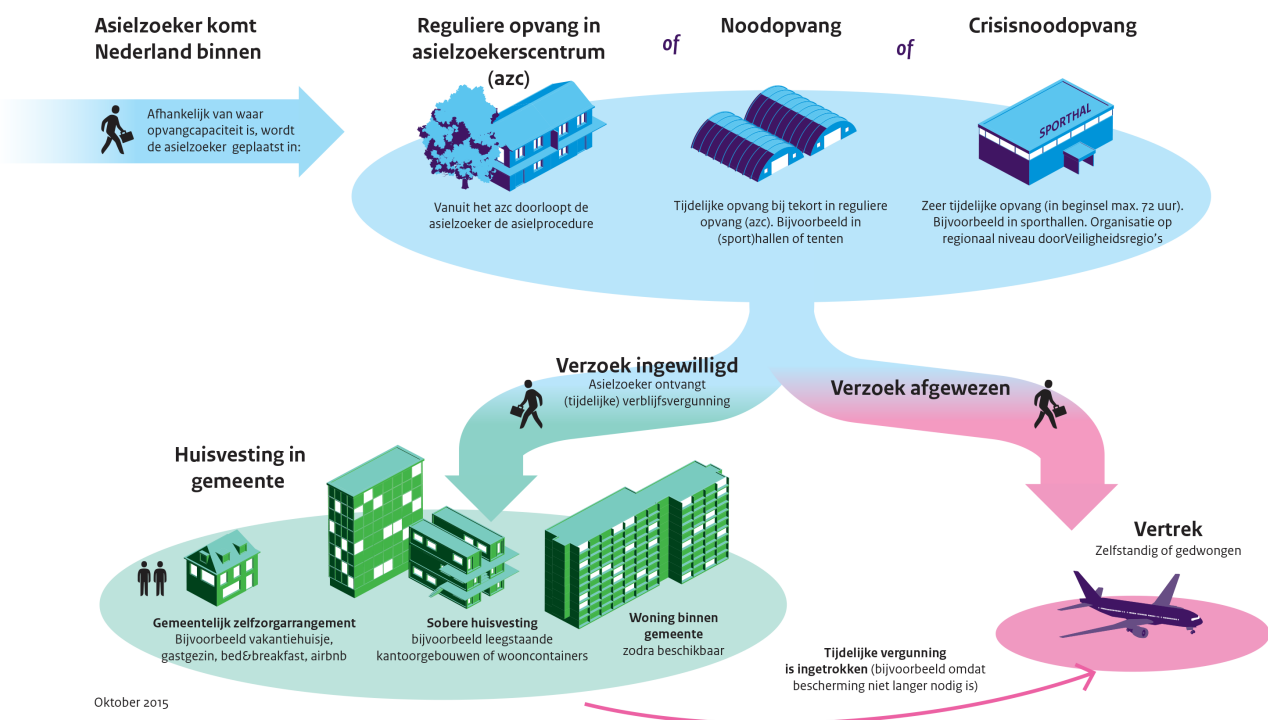 Asielzoeker komt
Nederland binnen
Afhankelijk van waar
opvangcapaciteit is, wordt
de asielzoeker geplaatst in:
Reguliere opvang in
asielzoekerscentrum
(azc)
of
Noodopvang
of
Crisisnoodopvang
SPORTHAL
Vanuit het azc doorloopt de
asielzoeker de asielprocedure
Tijdelijke opvang bij tekort in reguliere
opvang (azc). Bijvoorbeeld in
(sport)hallen of tenten
Zeer tijdelijke opvang (in beginsel max. 72 uur).
Bijvoorbeeld in sporthallen. Organisatie op
regionaal niveau doorVeiligheidsregio's
Verzoek ingewilligd
Asielzoeker ontvangt
(tijdelijke) verblijfsvergunning
Verzoek afgewezen
Huisvesting in
gemeente
Gemeentelijk zelfzorgarrangement
Bijvoorbeeld vakantiehuisje,
gastgezin, bed&breakfast, airbnb
Sobere huisvesting
bijvoorbeeld leegstaande
kantoorgebouwen of wooncontainers
Woning binnen
gemeente
zodra beschikbaar
Vertrek
Zelfstandig of gedwongen
Tijdelijke vergunning
is ingetrokken (bijvoorbeeld omdat
bescherming niet langer nodig is)
Oktober 2015